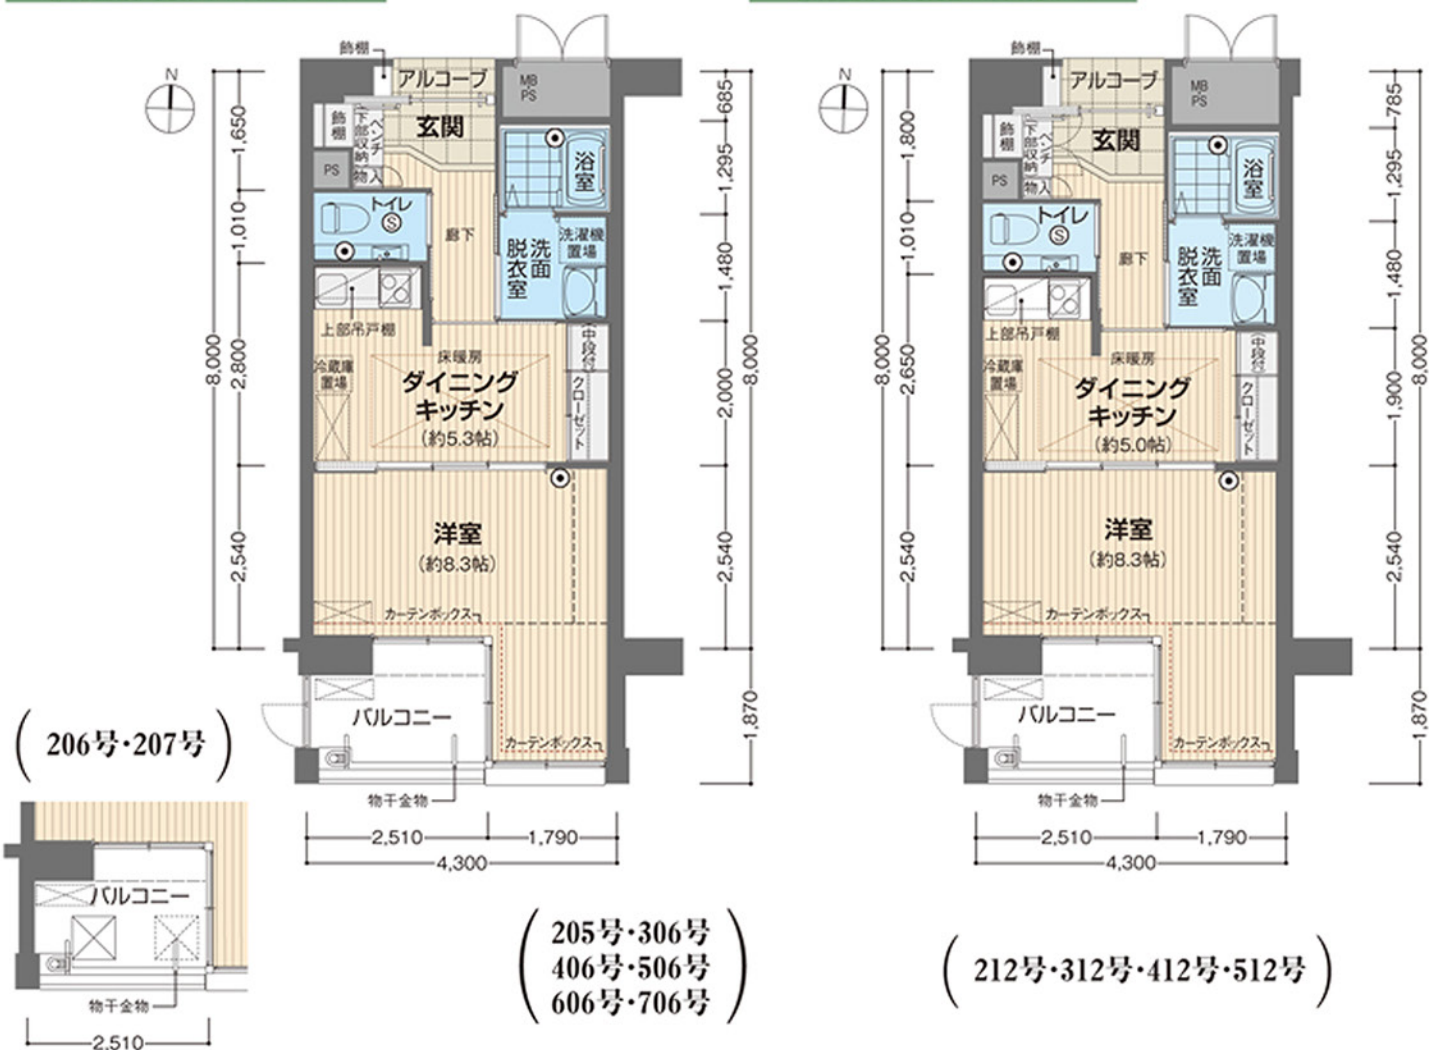 飾棚
アルコーブ
MB
・PS
N
飾棚
ベンチ
下部収納
玄関
浴室
PS
物入
トイレ
S
廊下
洗面
脱衣室
洗濯機
置場
上部吊戸棚
冷蔵庫
置場
床暖房
ダイニング
キッチン
(約5.3帖)
(中段付)
クローゼット
洋室
(約8.3帖)
カーテンボックス
バルコニー
カーテンボックス
物干金物
1,650
1,010
2,800
2,540
8,000
685
1,295
1,480
2,000
2,540
8,000
1,870
2,510
1,790
4,300
飾棚
アルコーブ
MB
・PS
N
飾棚
ベンチ
下部収納
玄関
浴室
PS
物入
トイレ
S
廊下
洗面
脱衣室
洗濯機
置場
上部吊戸棚
冷蔵庫
置場
床暖房
ダイニング
キッチン
(約5.0帖)
(中段付)
クローゼット
洋室
(約8.3帖)
カーテンボックス
バルコニー
カーテンボックス
物干金物
1,800
1,010
2,650
2,540
8,000
785
1,295
1,480
1,900
2,540
8,000
1,870
2,510
1,790
4,300
(206号・207号)
バルコニー
物干金物
2,510
205号・306号
406号・506号
606号・706号
(212号・312号・412号・512号)